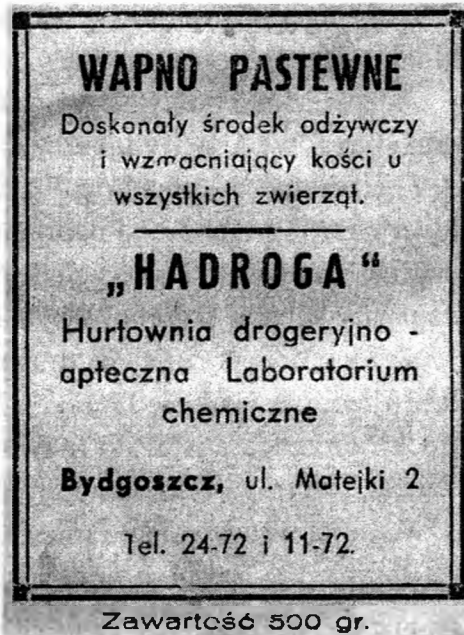 WAPNO PASTEWNE
Doskonały środek odżywczy
i wzmacniający kości u
wszystkich zwierząt.
„HADROGA“
Hurtownia drogeryjno -
apteczna Laboratorium
chemiczne
Bydgoszcz, ul. Matejki 2
Tel. 24-72 i 11-72.
Zawartość 500 gr.